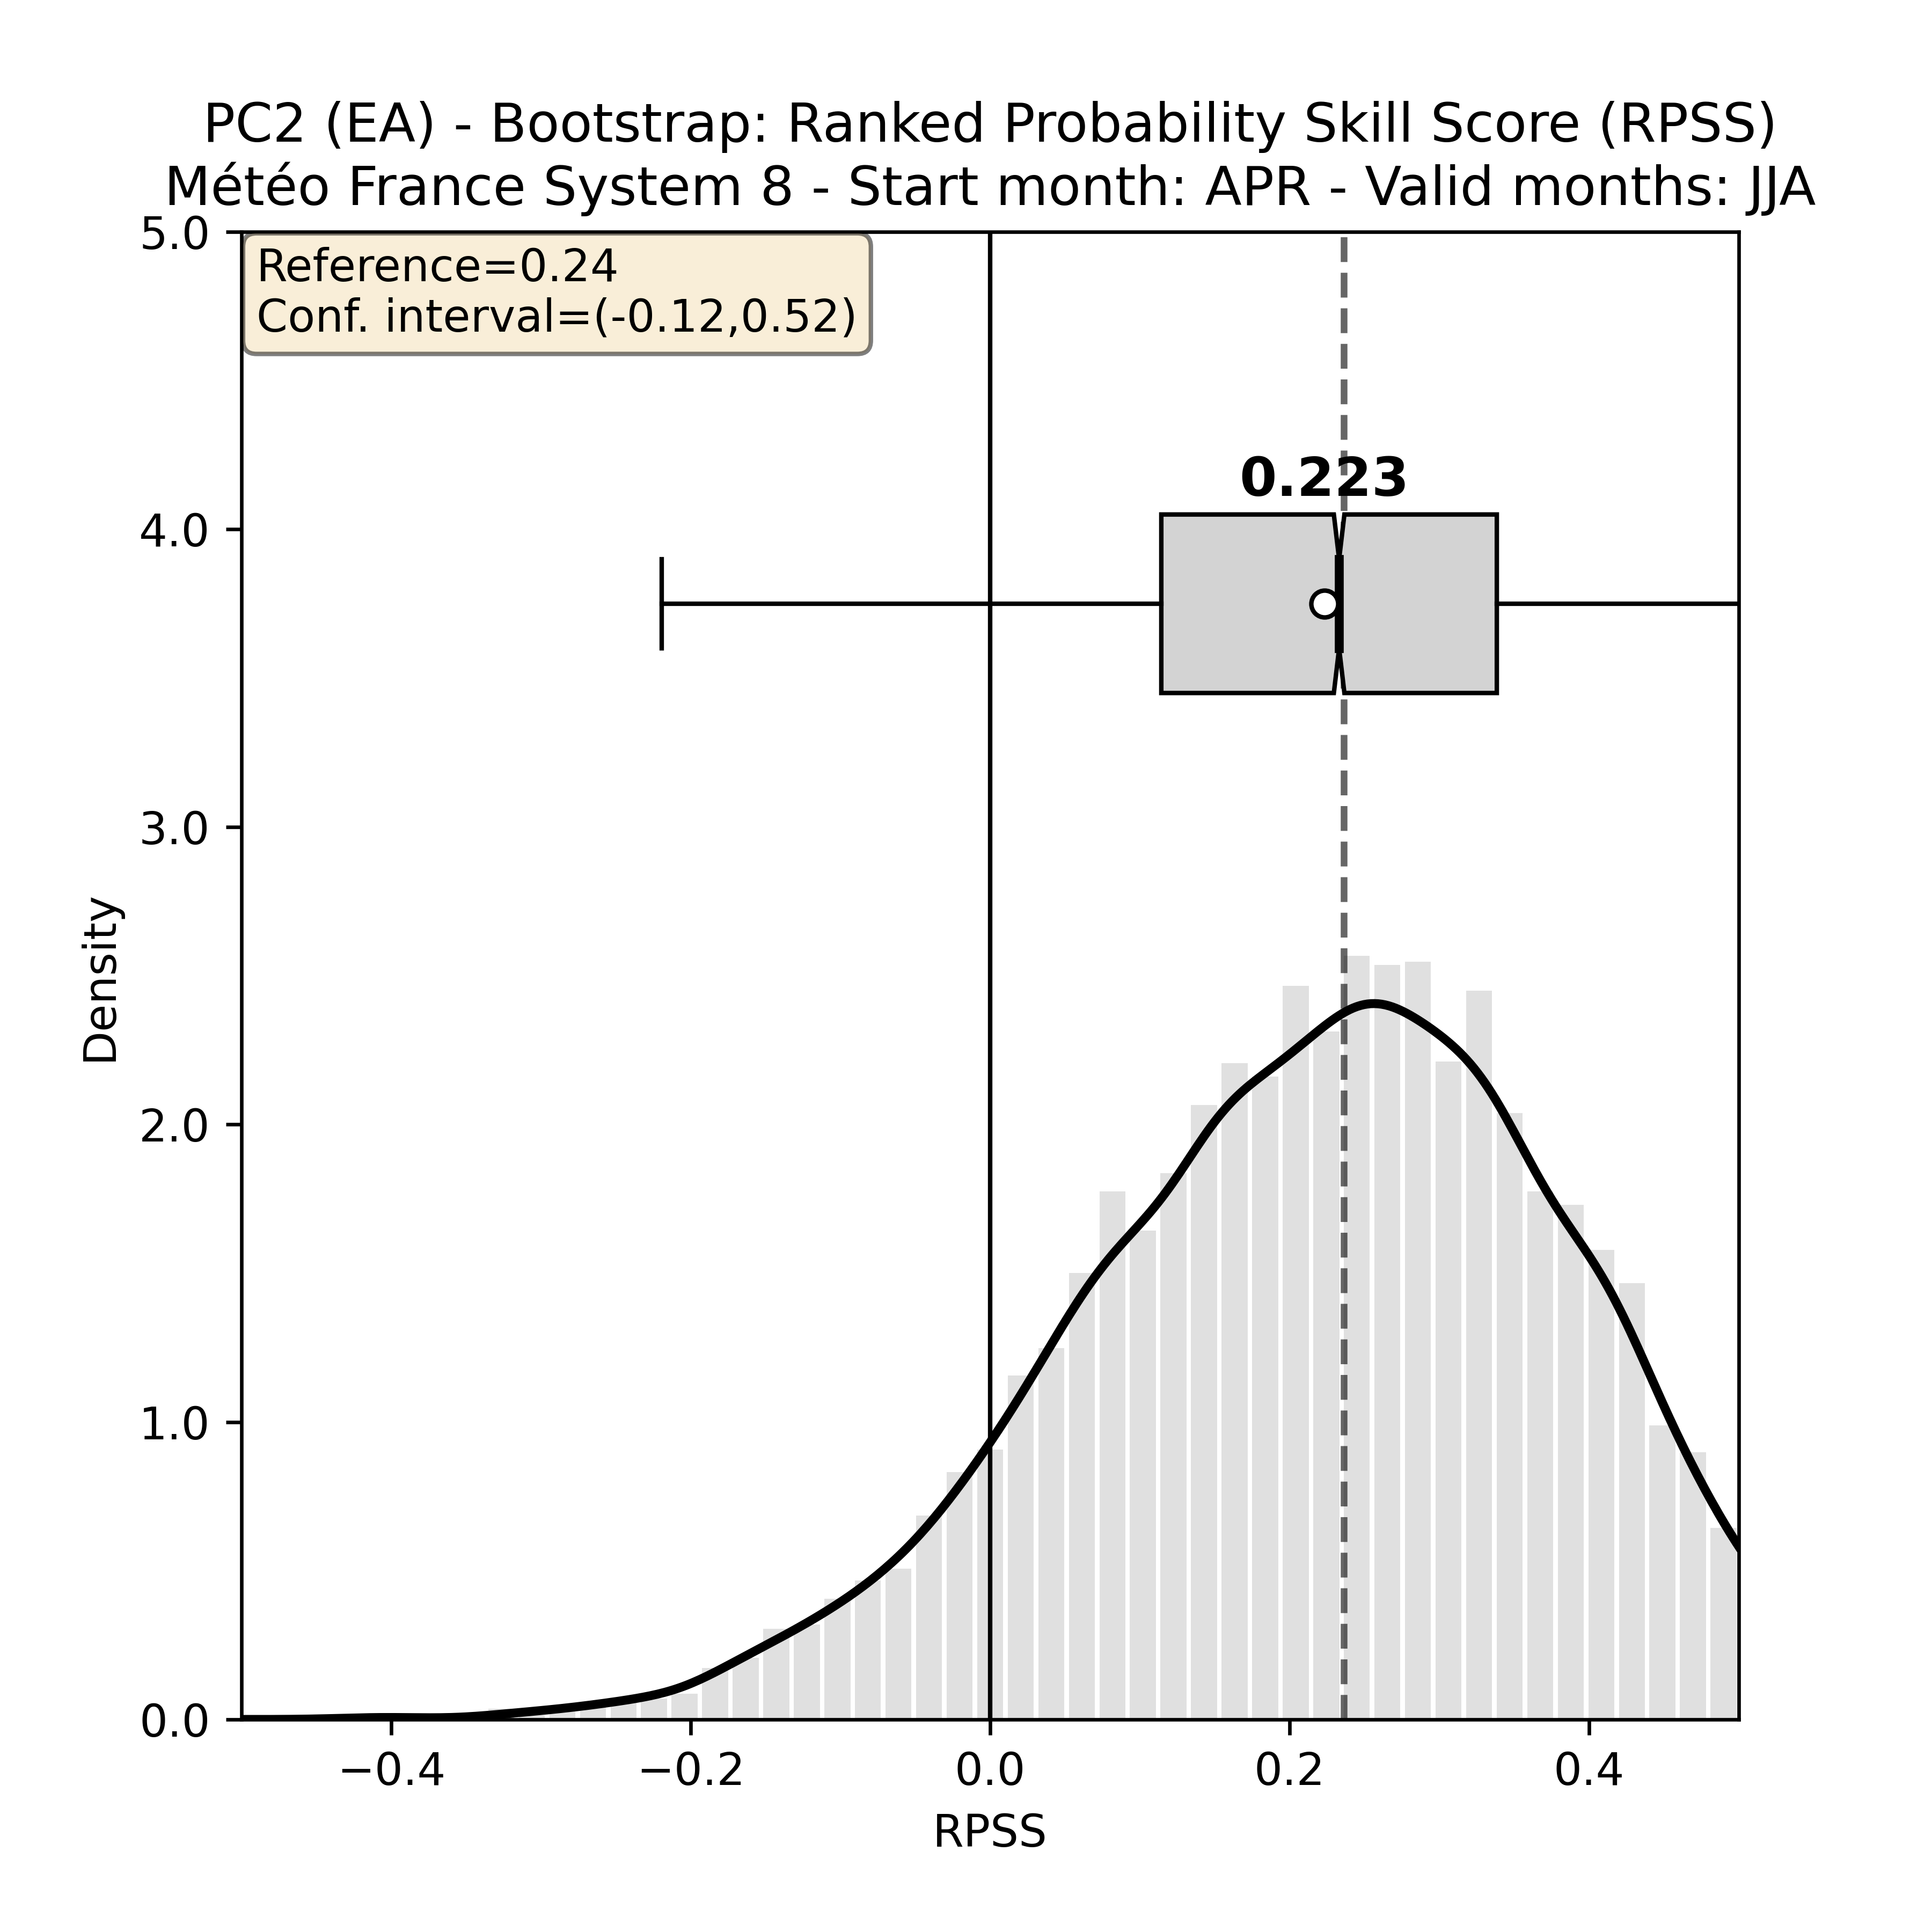 PC2 (EA) - Bootstrap: Ranked Probability Skill Score (RPSS)
Météo France System 8 - Start month: APR - Valid months: JJA
Reference=0.24
Conf. interval=(-0.12,0.52)
0.223
5.0
4.0
3.0
2.0
1.0
0.0
Density
−0.4
−0.2
0.0
0.2
0.4
RPSS